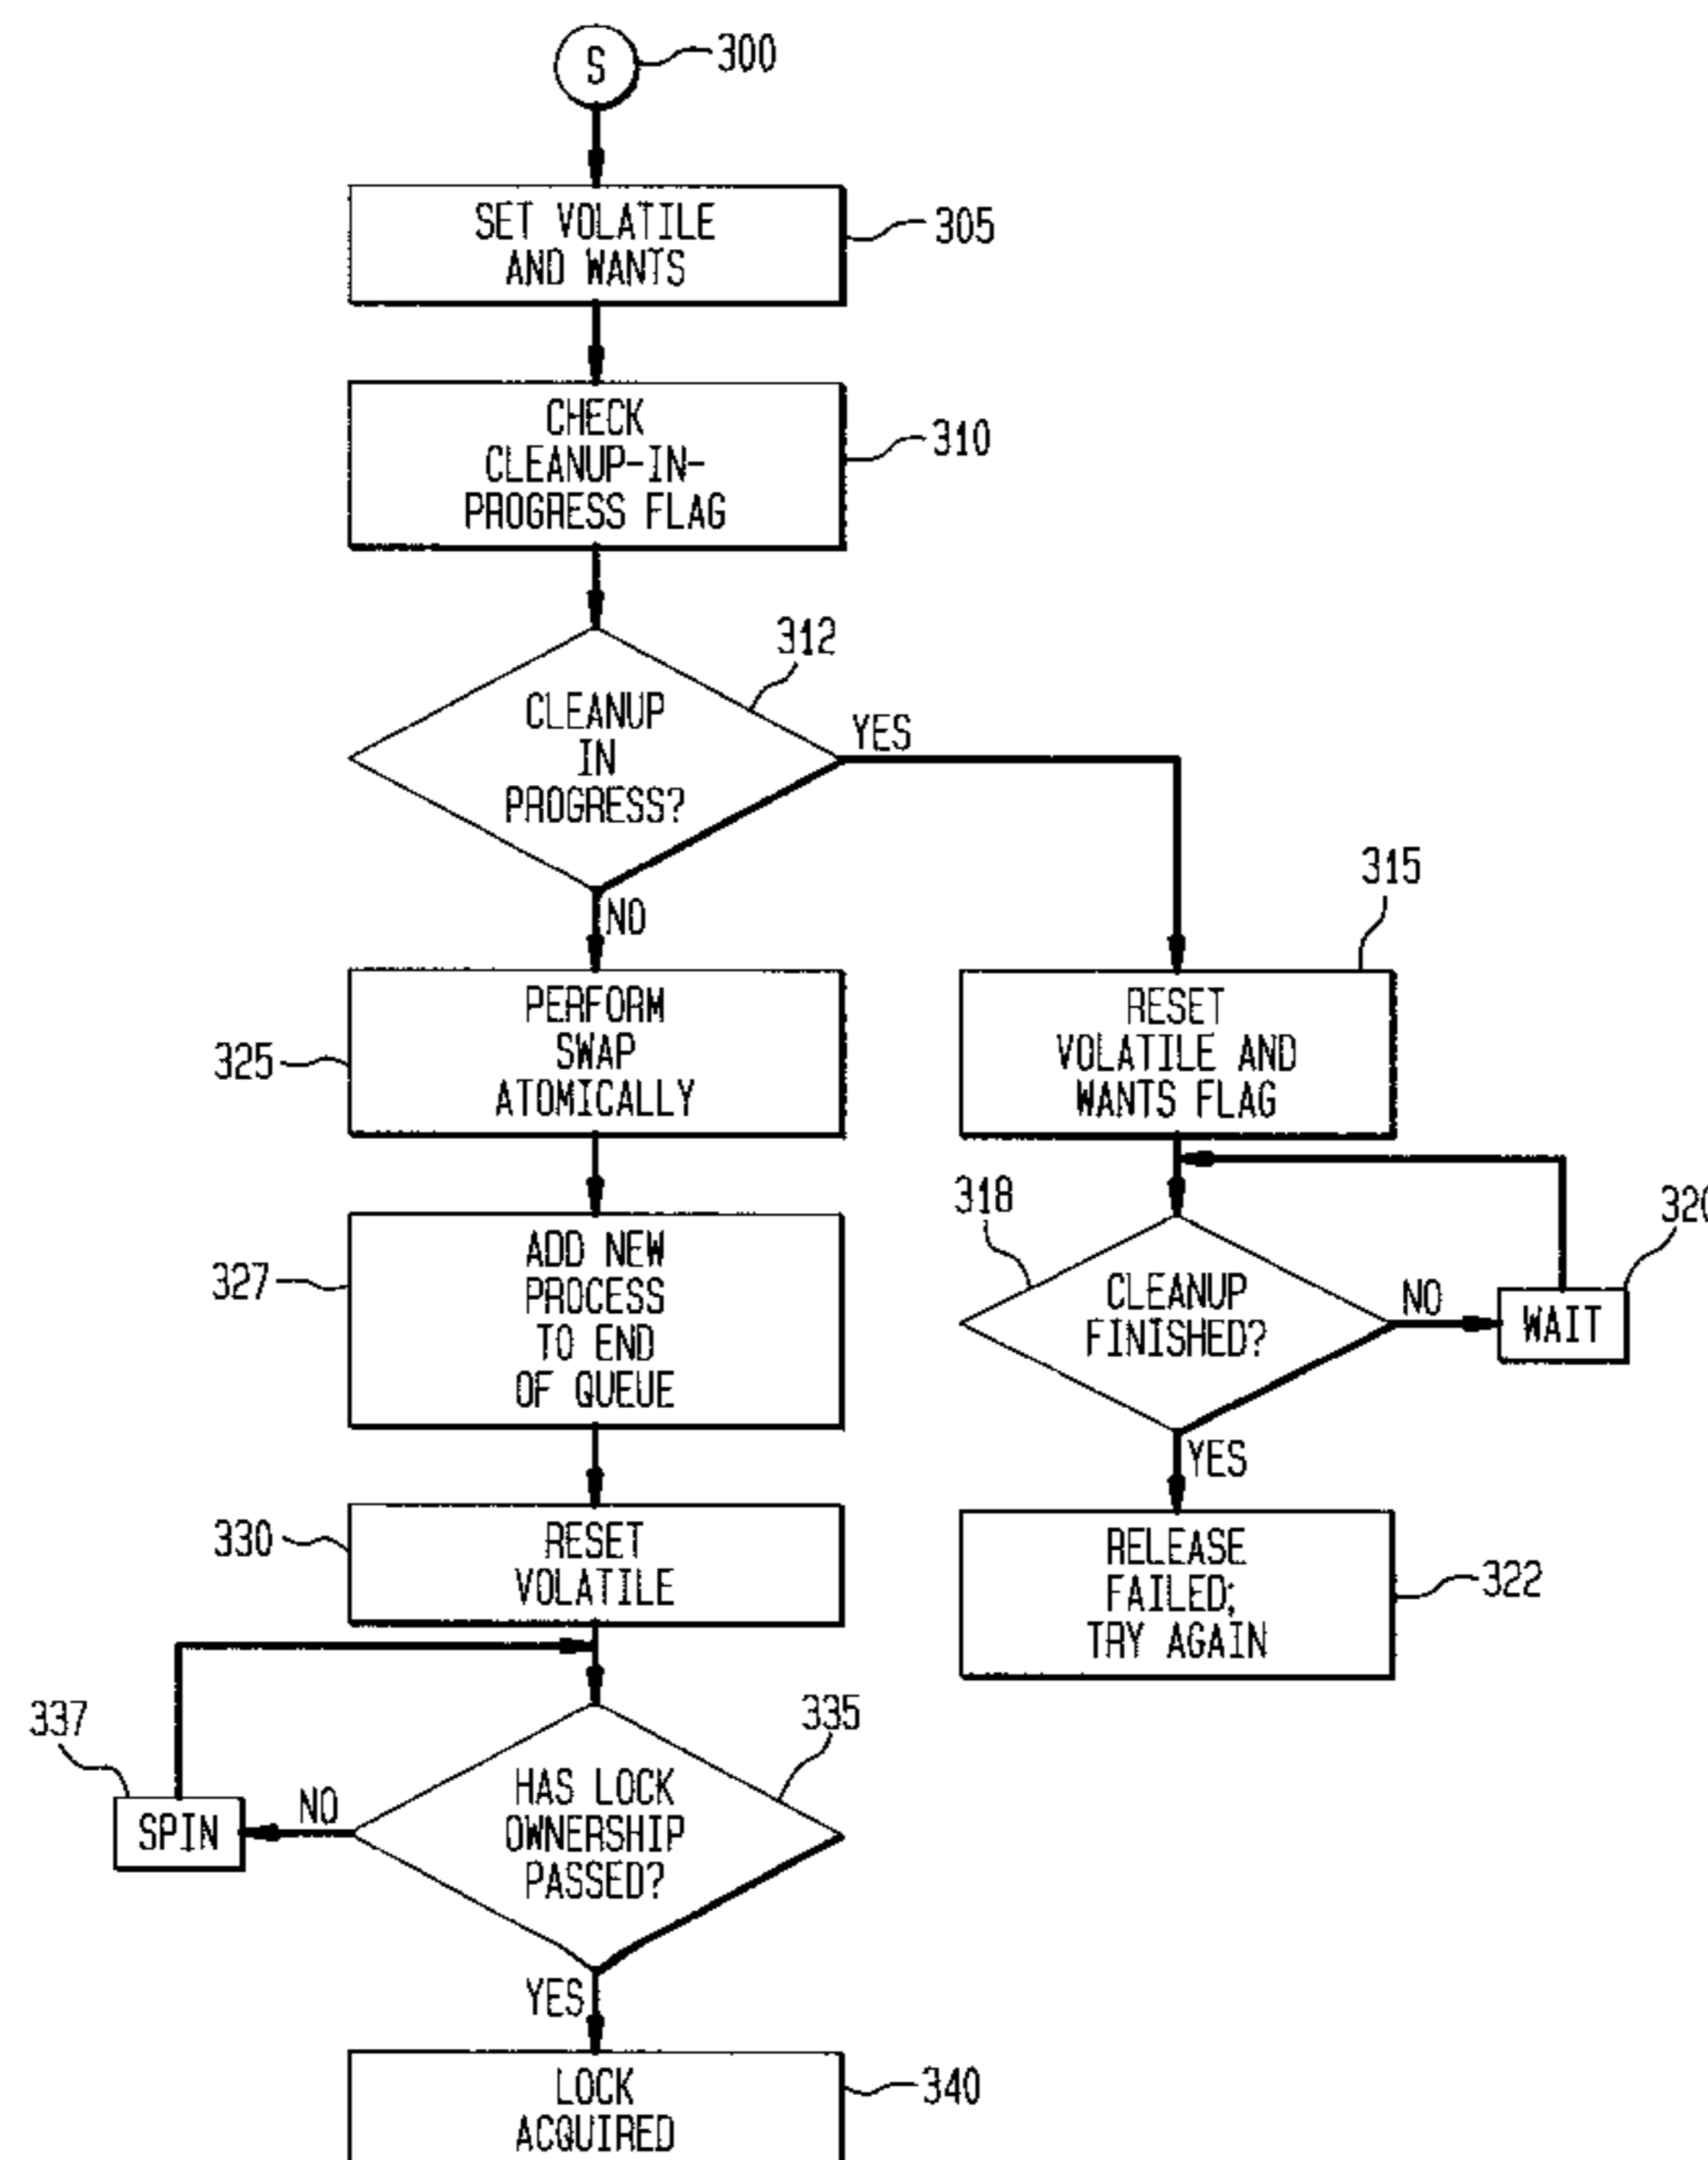 S
300
SET VOLATILE
AND WANTS
305
CHECK
CLEANUP-IN-
PROGRESS FLAG
310
312
CLEANUP
IN
PROGRESS?
YES
NO
315
PERFORM
SWAP
ATOMICALLY
325
RESET
VOLATILE AND
WANTS FLAG
318
320
ADD NEW
PROCESS
TO END
OF QUEUE
327
CLEANUP
FINISHED?
NO
WAIT
YES
RESET
VOLATILE
330
RELEASE
FAILED;
TRY AGAIN
322
337
335
HAS LOCK
OWNERSHIP
PASSED?
NO
SPIN
YES
LOCK
ACQUIRED
340